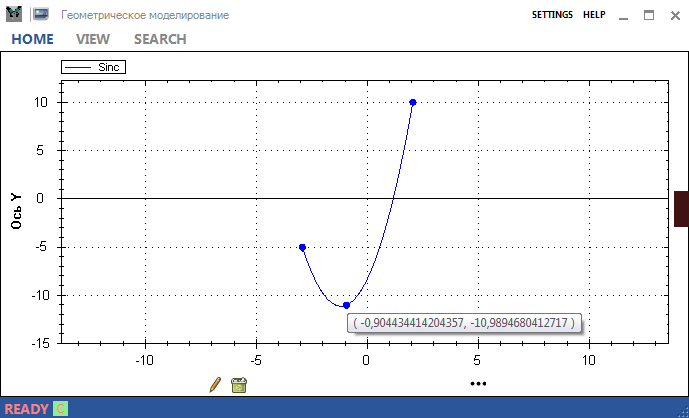 Геометрическое моделирование
SETTINGS HELP
HOME VIEW SEARCH
Sinc
10
5
0
-5
-10
-15
Ось Y
( -0,904434414204357, -10,9894680412717 )
-10 -5 0 5 10
READY C